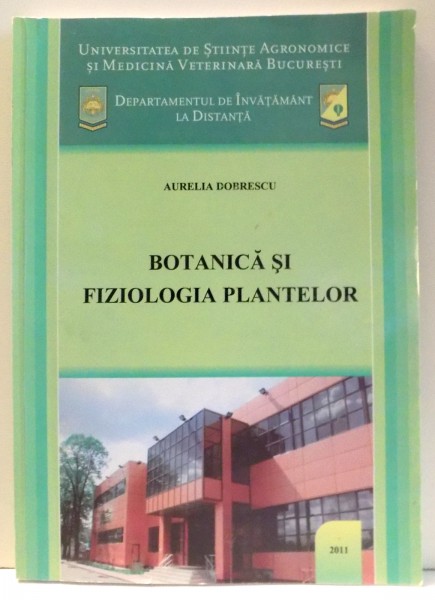 Universitatea de Ştiinţe Agronomice
şi Medicină Veterinară Bucureşti
Departamentul de Învăţământ
la Distanţă
AURELIA DOBRESCU
BOTANICĂ ŞI
FIZIOLOGIA PLANTELOR
2011